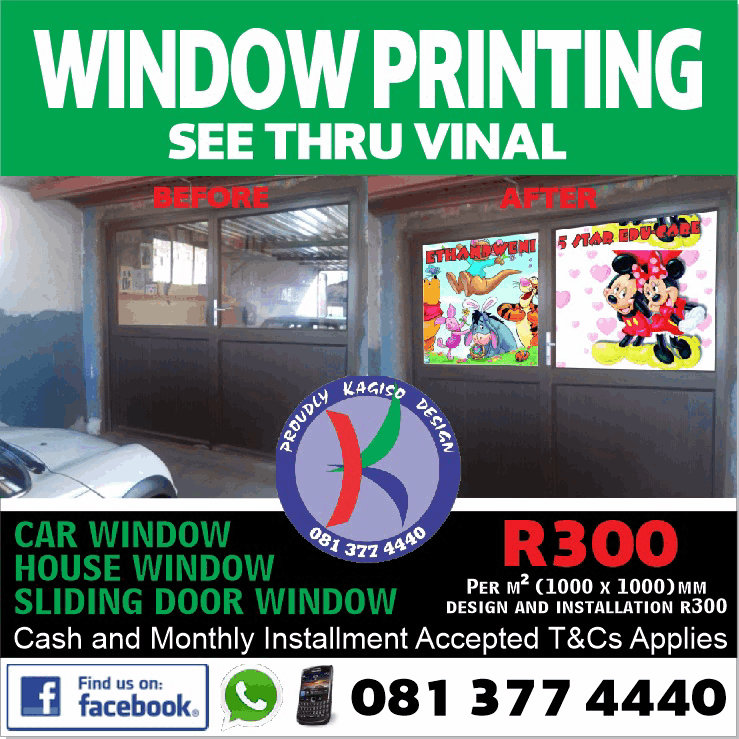 WINDOW PRINTING
SEE THRU VINAL
BEFORE
AFTER
ETHANDWENI
5 STAR EDU-CARE
PROUDLY KAGISO DESIGN
081 377 4440
CAR WINDOW
HOUSE WINDOW
SLIDING DOOR WINDOW
R300
PER M² (1000 X 1000)MM
DESIGN AND INSTALLATION R300
Cash and Monthly Installment Accepted T&Cs Applies
f Find us on:
facebook®
081 377 4440